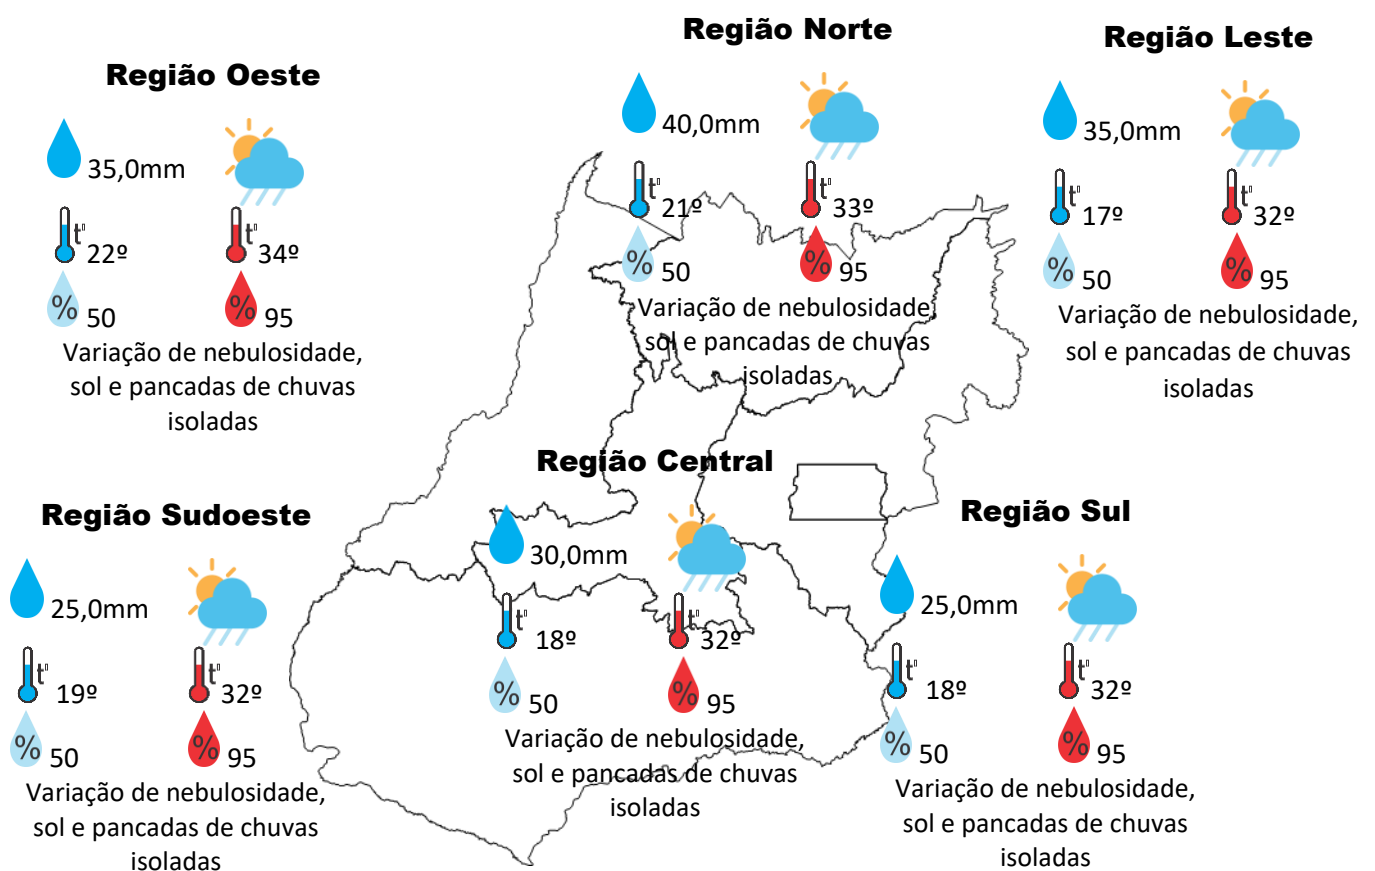 Região Oeste
35,0mm
t°
22º
t°
34º
%
50
%
95
Variação de nebulosidade,
sol e pancadas de chuvas
isoladas
Região Norte
40,0mm
t°
21º
t°
33º
%
50
%
95
Variação de nebulosidade,
sol e pancadas de chuvas
isoladas
Região Leste
35,0mm
t°
17º
t°
32º
%
50
%
95
Variação de nebulosidade,
sol e pancadas de chuvas
isoladas
Região Sudoeste
25,0mm
t°
19º
t°
32º
%
50
%
95
Variação de nebulosidade,
sol e pancadas de chuvas
isoladas
Região Central
30,0mm
t°
18º
t°
32º
%
50
%
95
Variação de nebulosidade,
sol e pancadas de chuvas
isoladas
Região Sul
25,0mm
t°
18º
t°
32º
%
50
%
95
Variação de nebulosidade,
sol e pancadas de chuvas
isoladas